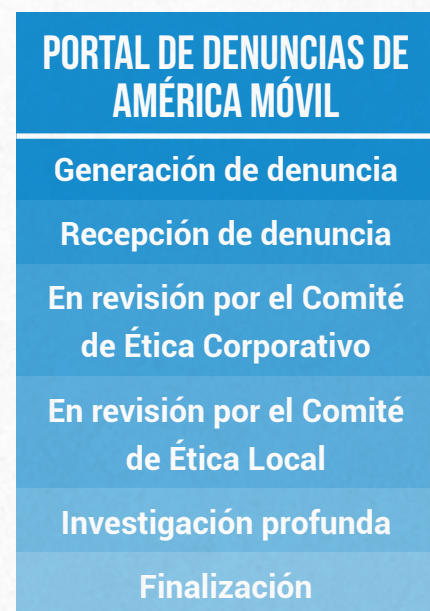 PORTAL DE DENUNCIAS DE
AMÉRICA MÓVIL
Generación de denuncia
Recepción de denuncia
En revisión por el Comité
de Ética Corporativo
En revisión por el Comité
de Ética Local
Investigación profunda
Finalización